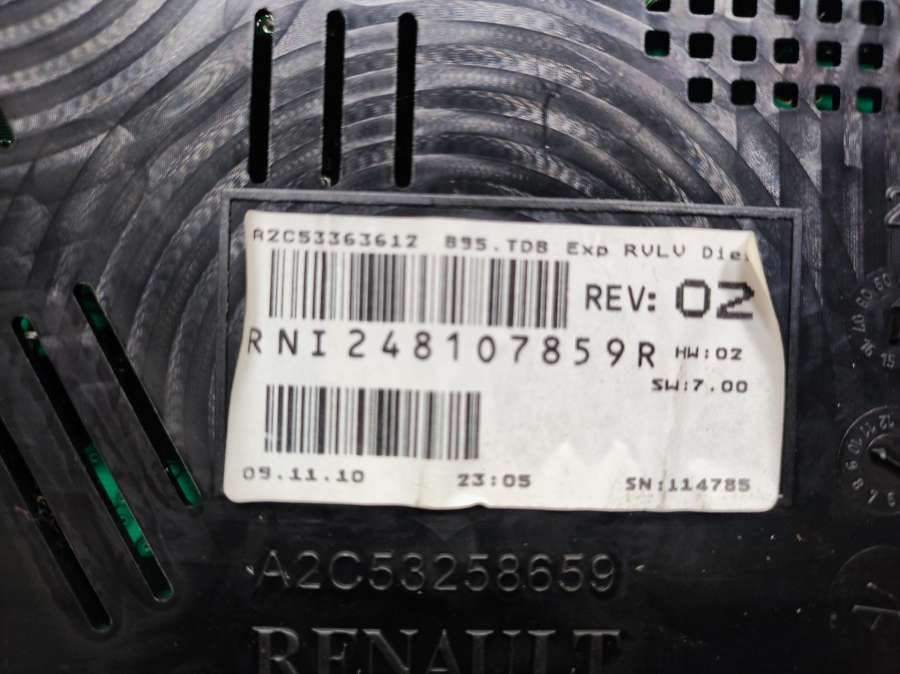 A2C53363612 B95.TDB Exp RVLV Die
REV: 02
RNI248107859R HW:02
SW:7.00
09.11.10 23:05 SN:114785
A2C53258659
RENAULT